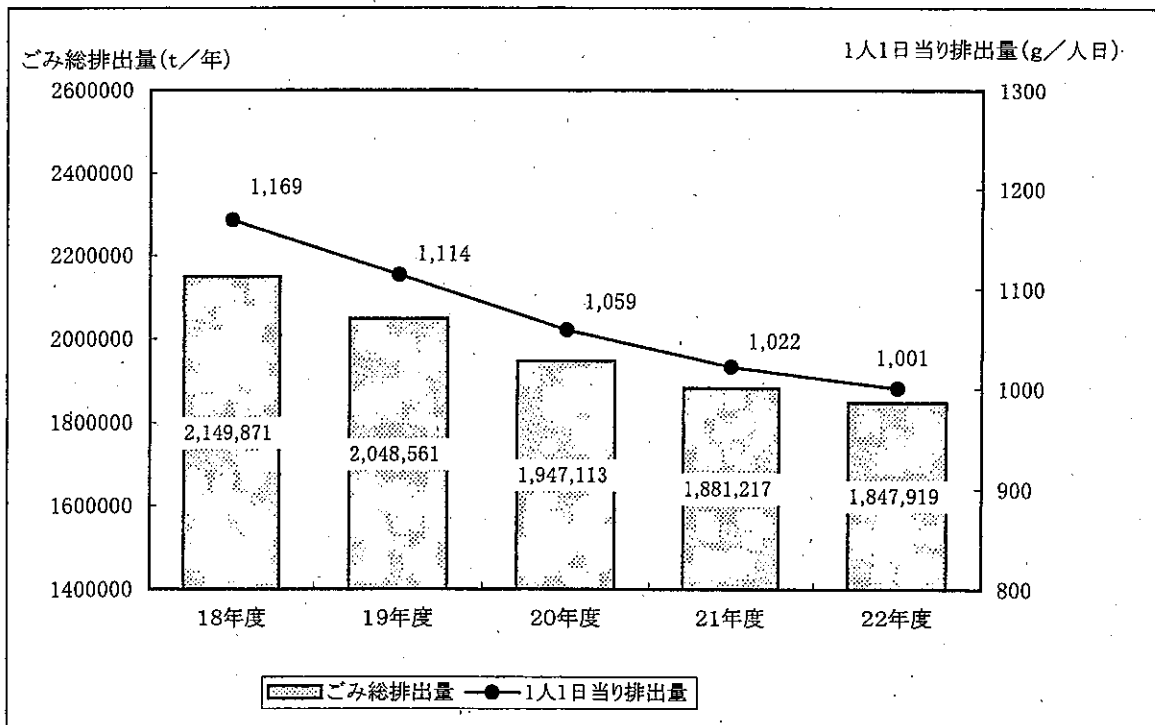 ごみ総排出量(t/年)
1人1日当り排出量(g/人日)
2600000
2400000
2200000
2000000
1800000
1600000
1400000
1300
1200
1100
1000
900
800
1,169
1,114
1,059
1,022
1,001
2,149,871
2,048,561
1,947,113
1,881,217
1,847,919
18年度
19年度
20年度
21年度
22年度
ごみ総排出量 1人1日当り排出量